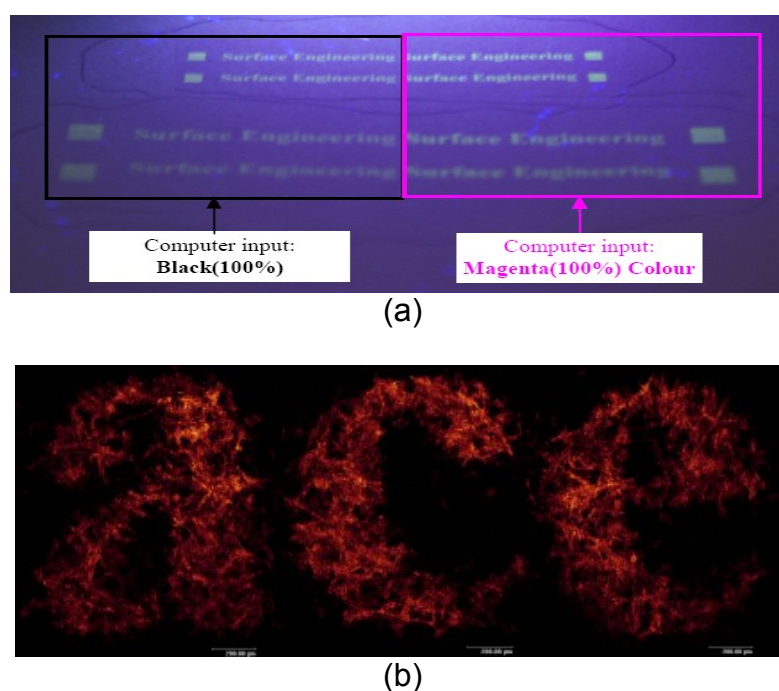 Surface Engineering Surface Engineering
Surface Engineering Surface Engineering
Surface Engineering Surface Engineering
Surface Engineering Surface Engineering
Computer input: Computer input:
Black(100%) Magenta(100%) Colour
(a)
a c e
(b)